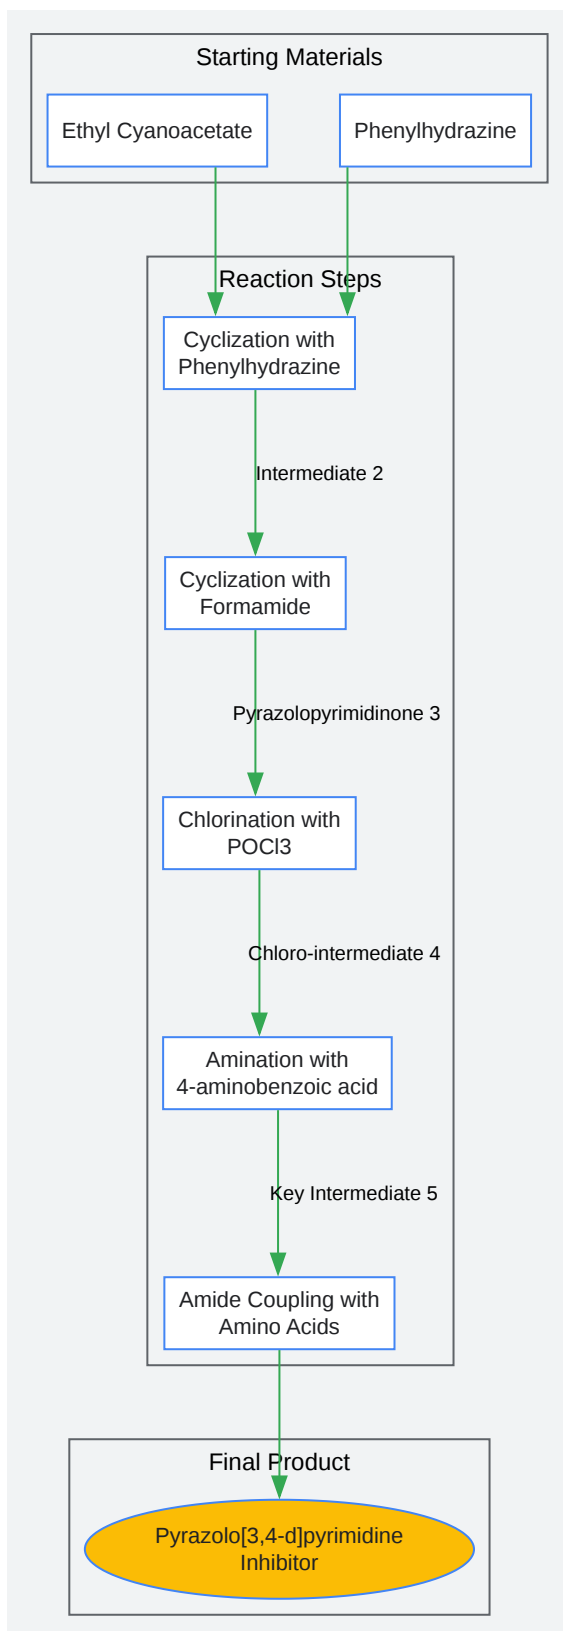 Starting Materials
Ethyl Cyanoacetate
Phenylhydrazine
Reaction Steps
Cyclization with
Phenylhydrazine
Intermediate 2
Cyclization with
Formamide
Pyrazolopyrimidinone 3
Chlorination with
POCl3
Chloro-intermediate 4
Amination with
4-aminobenzoic acid
Key Intermediate 5
Amide Coupling with
Amino Acids
Final Product
Pyrazolo[3,4-d]pyrimidine
Inhibitor